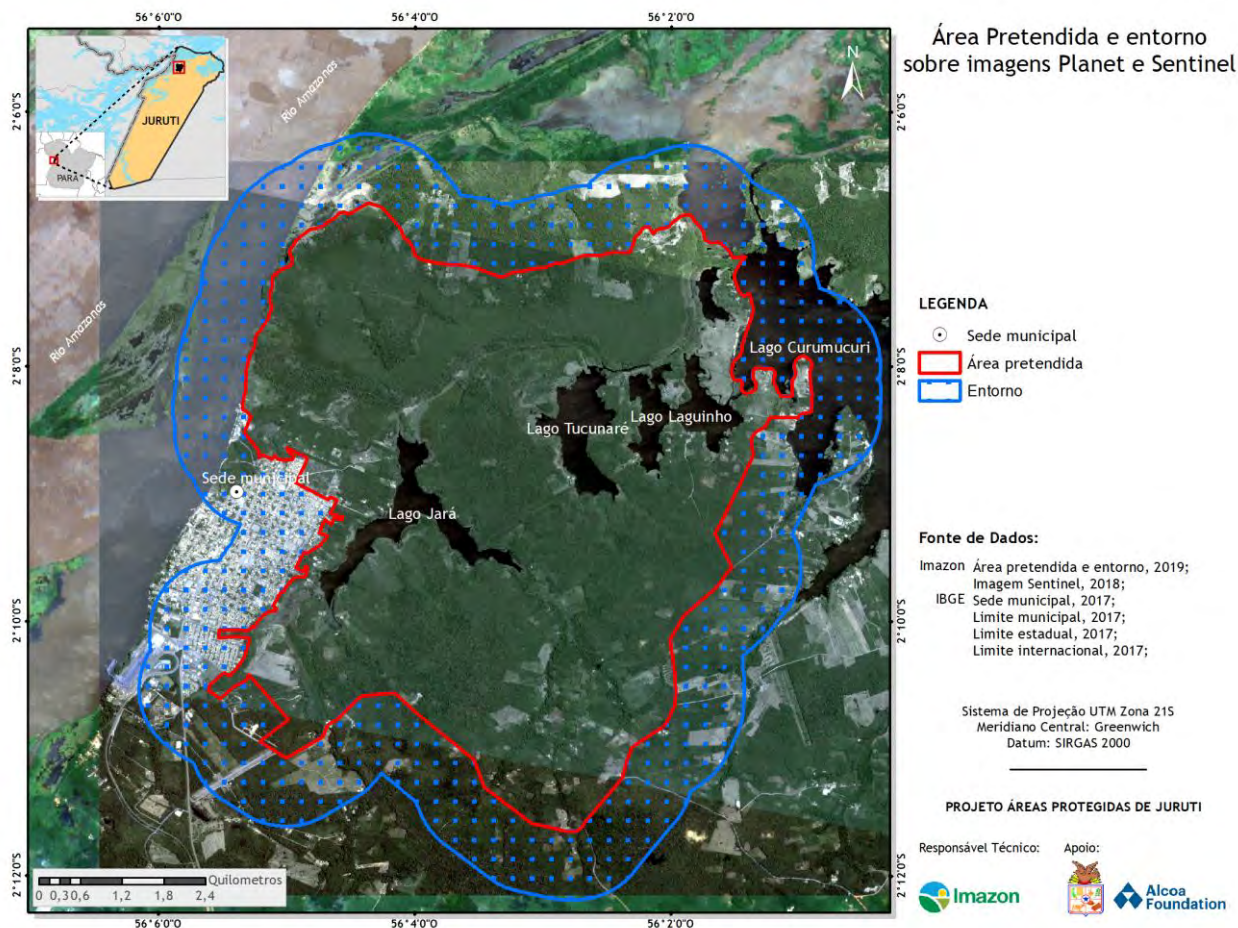 56°6'0"O
56°4'0"O
56°2'0"O
Área Pretendida e entorno
sobre imagens Planet e Sentinel
JURUTI
PARÁ
Rio Amazonas
N
2°6'0"S
2°6'0"S
Rio Amazonas
LEGENDA
Sede municipal
Área pretendida
Entorno
2°8'0"S
2°8'0"S
Lago Curumucuri
Lago Tucunaré
Lago Laguinho
Sede municipal
Lago Jará
Fonte de Dados:
Imazon Área pretendida e entorno, 2019;
Imagem Sentinel, 2018;
IBGE Sede municipal, 2017;
Limite municipal, 2017;
Limite estadual, 2017;
Limite internacional, 2017;
2°10'0"S
2°10'0"S
Sistema de Projeção UTM Zona 21S
Meridiano Central: Greenwich
Datum: SIRGAS 2000
PROJETO ÁREAS PROTEGIDAS DE JURUTI
Responsável Técnico:
Apoio:
Imazon
Alcoa
Foundation
2°12'0"S
2°12'0"S
Quilometros
0 0,30,6 1,2 1,8 2,4
56°6'0"O
56°4'0"O
56°2'0"O